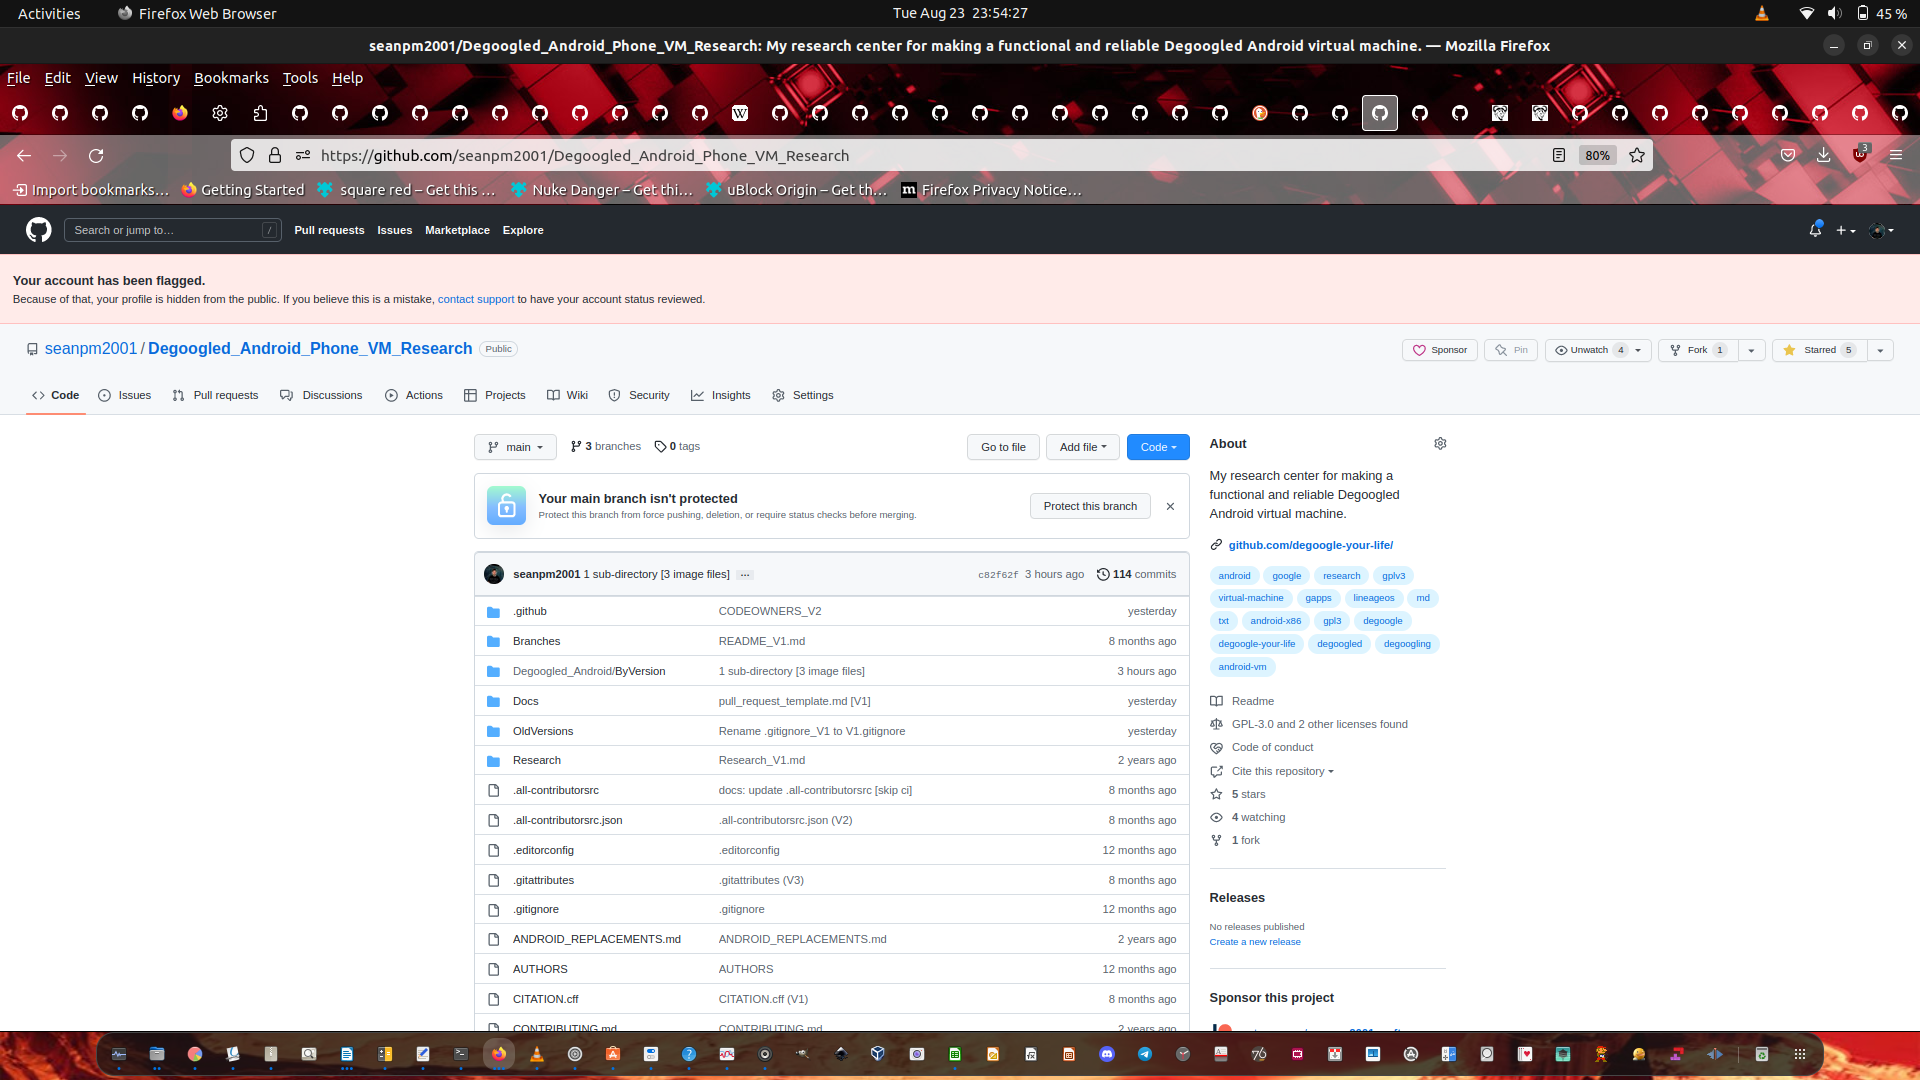 Activities
Firefox Web Browser
Tue Aug 23  23:54:27
45 %
seanpm2001/Degoogled_Android_Phone_VM_Research: My research center for making a functional and reliable Degoogled Android virtual machine. — Mozilla Firefox
File Edit View History Bookmarks Tools Help
https://github.com/seanpm2001/Degoogled_Android_Phone_VM_Research
80%
3
Import bookmarks…
Getting Started
square red – Get this …
Nuke Danger – Get thi…
uBlock Origin – Get th…
Firefox Privacy Notice…
Search or jump to…
/
Pull requests
Issues
Marketplace
Explore
Your account has been flagged.
Because of that, your profile is hidden from the public. If you believe this is a mistake, contact support to have your account status reviewed.
seanpm2001 / Degoogled_Android_Phone_VM_Research
Public
Sponsor
Pin
Unwatch 4
Fork 1
Starred 5
Code
Issues
Pull requests
Discussions
Actions
Projects
Wiki
Security
Insights
Settings
main
3 branches
0 tags
Go to file
Add file
Code
Your main branch isn't protected
Protect this branch from force pushing, deletion, or require status checks before merging.
Protect this branch
seanpm2001 1 sub-directory [3 image files] …
c82f62f 3 hours ago
114 commits
.github CODEOWNERS_V2 yesterday
Branches README_V1.md 8 months ago
Degoogled_Android/ByVersion 1 sub-directory [3 image files] 3 hours ago
Docs pull_request_template.md [V1] yesterday
OldVersions Rename .gitignore_V1 to V1.gitignore yesterday
Research Research_V1.md 2 years ago
.all-contributorsrc docs: update .all-contributorsrc [skip ci] 8 months ago
.all-contributorsrc.json .all-contributorsrc.json (V2) 8 months ago
.editorconfig .editorconfig 12 months ago
.gitattributes .gitattributes (V3) 8 months ago
.gitignore .gitignore 12 months ago
ANDROID_REPLACEMENTS.md ANDROID_REPLACEMENTS.md 2 years ago
AUTHORS AUTHORS 12 months ago
CITATION.cff CITATION.cff (V1) 8 months ago
CONTRIBUTING.md CONTRIBUTING.md 2 years ago
About
My research center for making a
functional and reliable Degoogled
Android virtual machine.
github.com/degoogle-your-life/
android google research gplv3
virtual-machine gapps lineageos md
txt android-x86 gpl3 degoogle
degoogle-your-life degoogled degoogling
android-vm
Readme
GPL-3.0 and 2 other licenses found
Code of conduct
Cite this repository
5 stars
4 watching
1 fork
Releases
No releases published
Create a new release
Sponsor this project